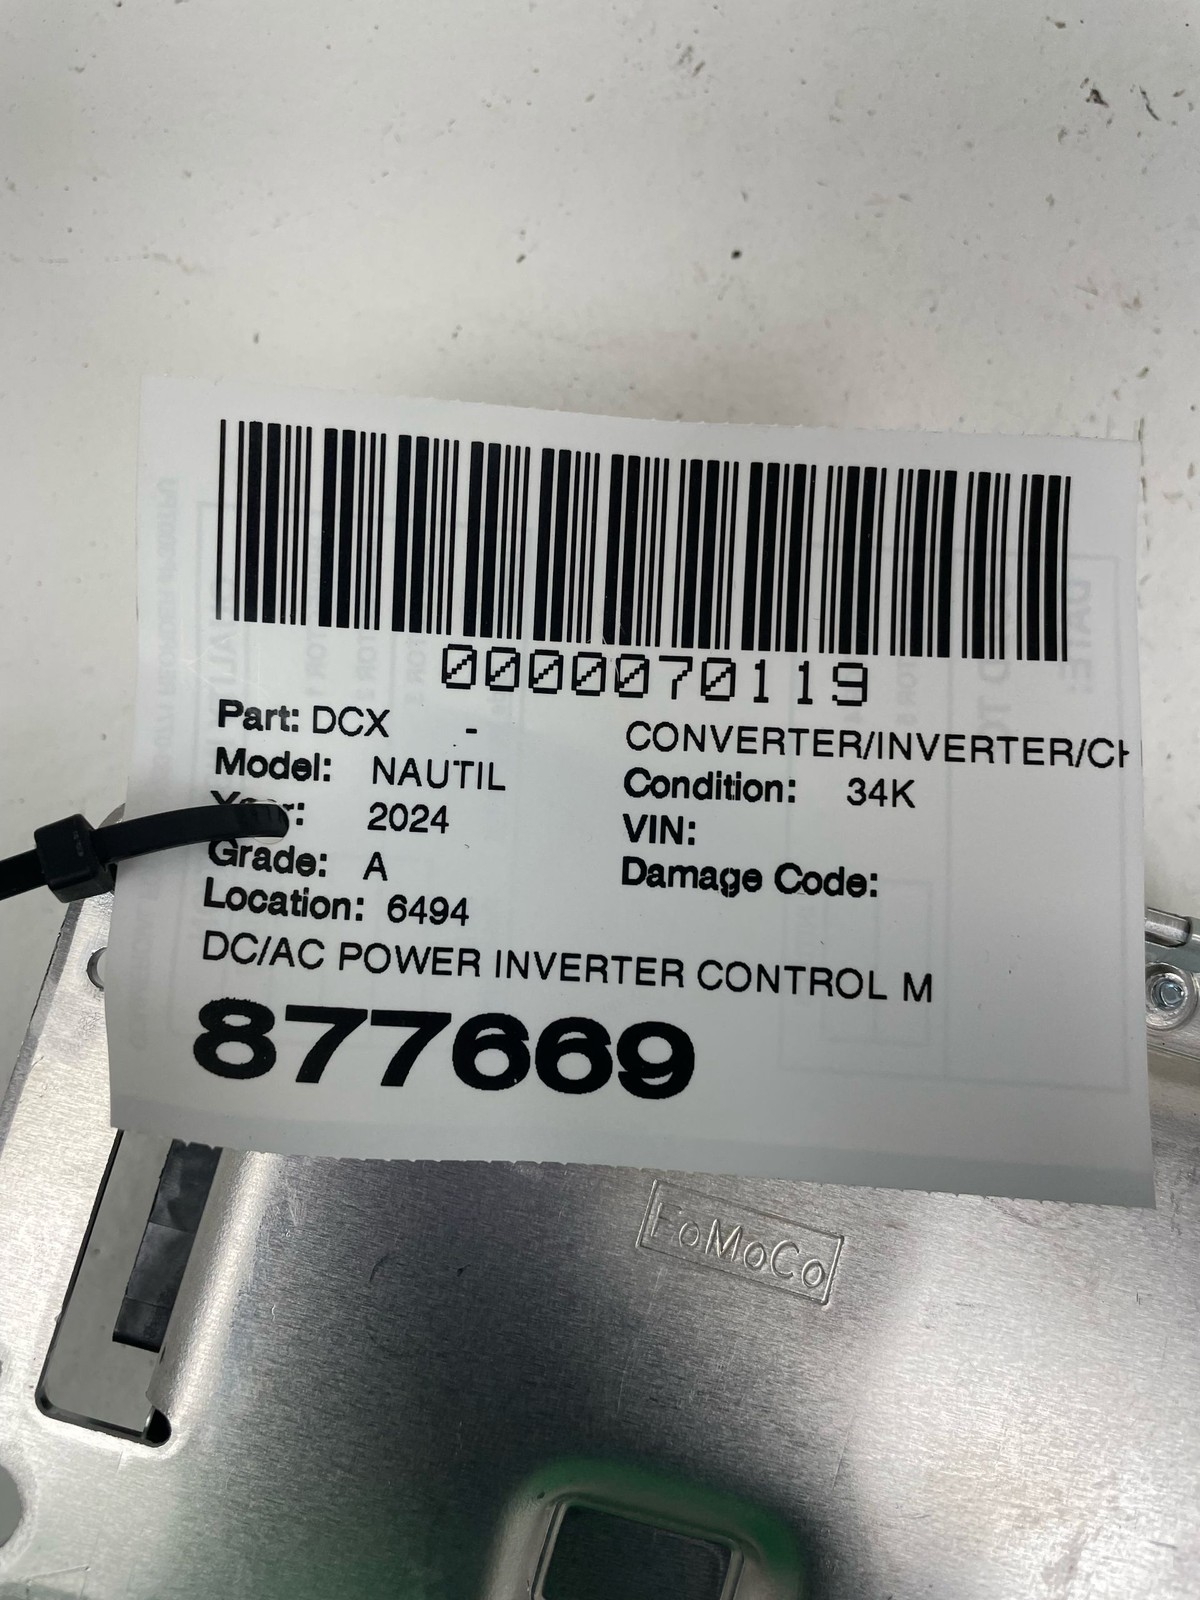 0000070119
Part: DCX - CONVERTER/INVERTER/CH
Model: NAUTIL Condition: 34K
Year: 2024 VIN:
Grade: A Damage Code:
Location: 6494
DC/AC POWER INVERTER CONTROL M
877669
FoMoCo